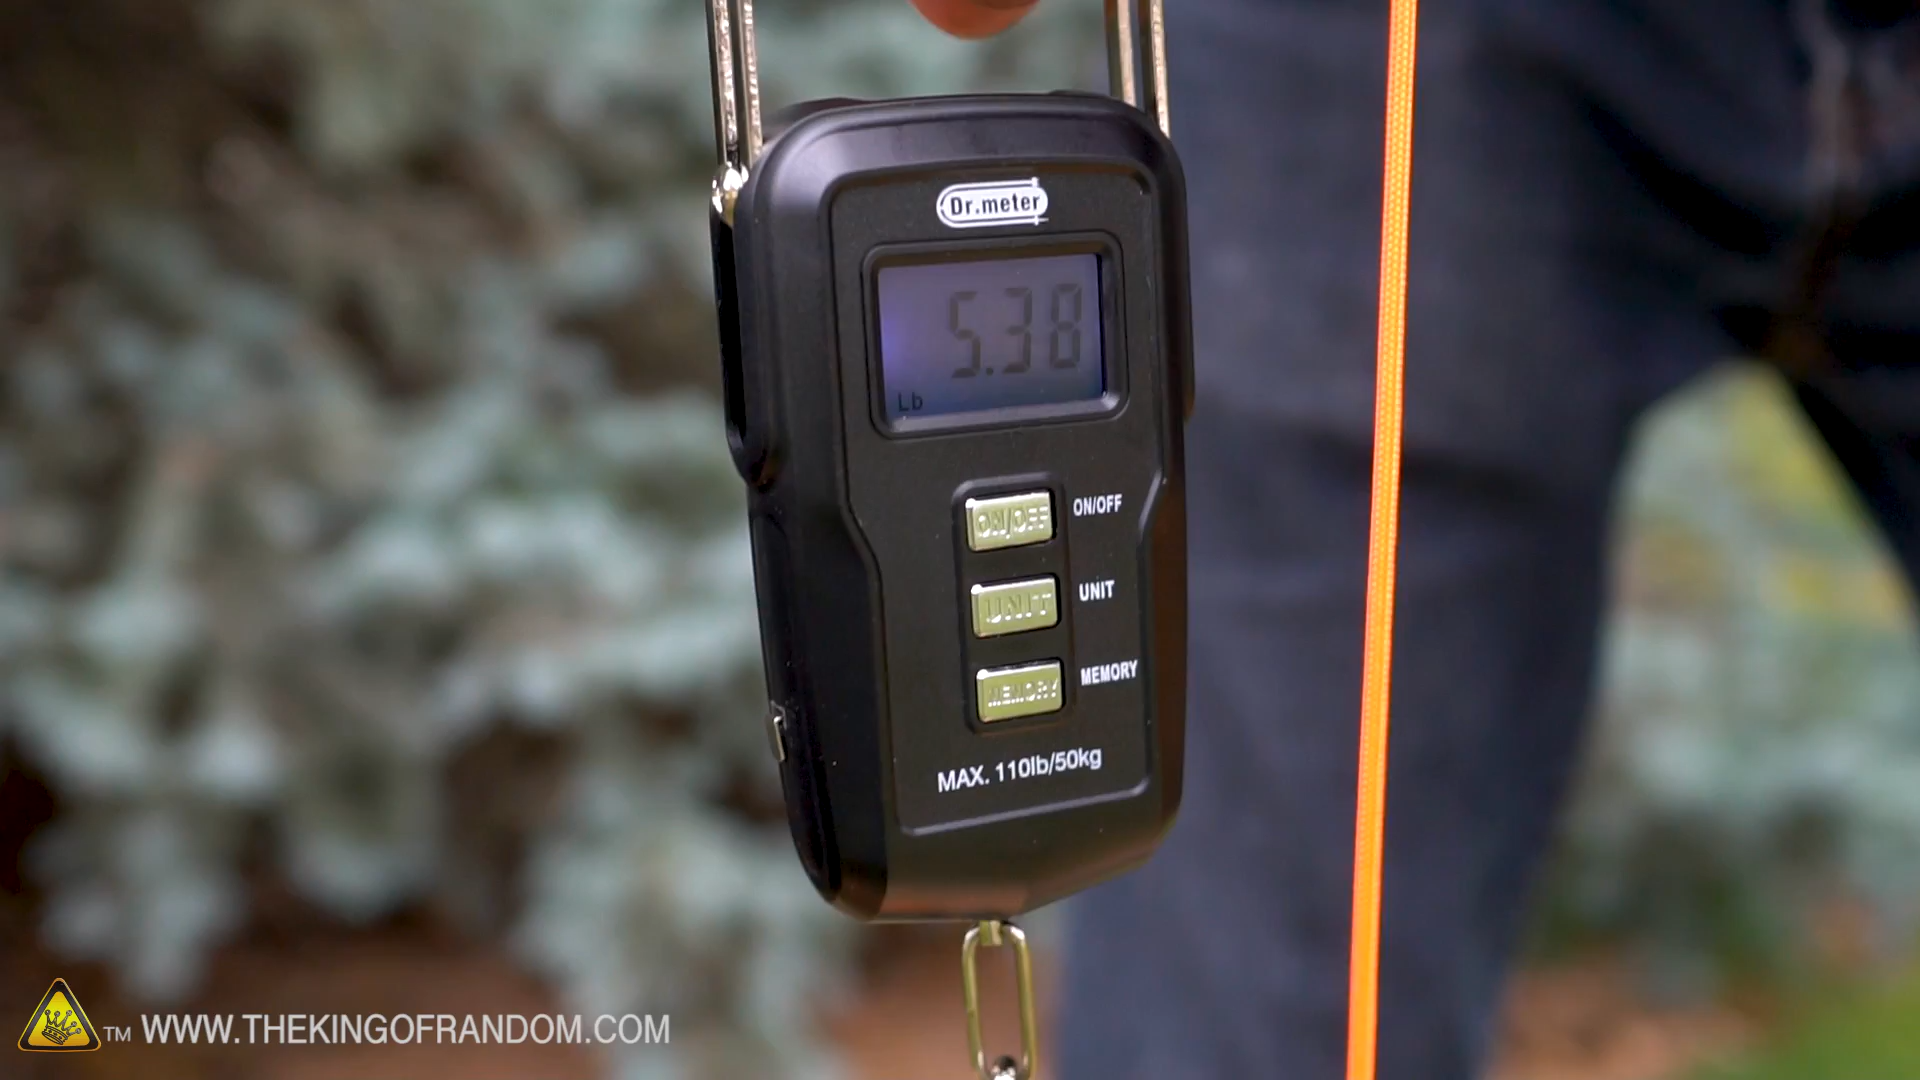 Dr.meter
5.38
Lb
ON/OFF ON/OFF
UNIT UNIT
MEMORY MEMORY
MAX. 110lb/50kg
TM WWW.THEKINGOFRANDOM.COM